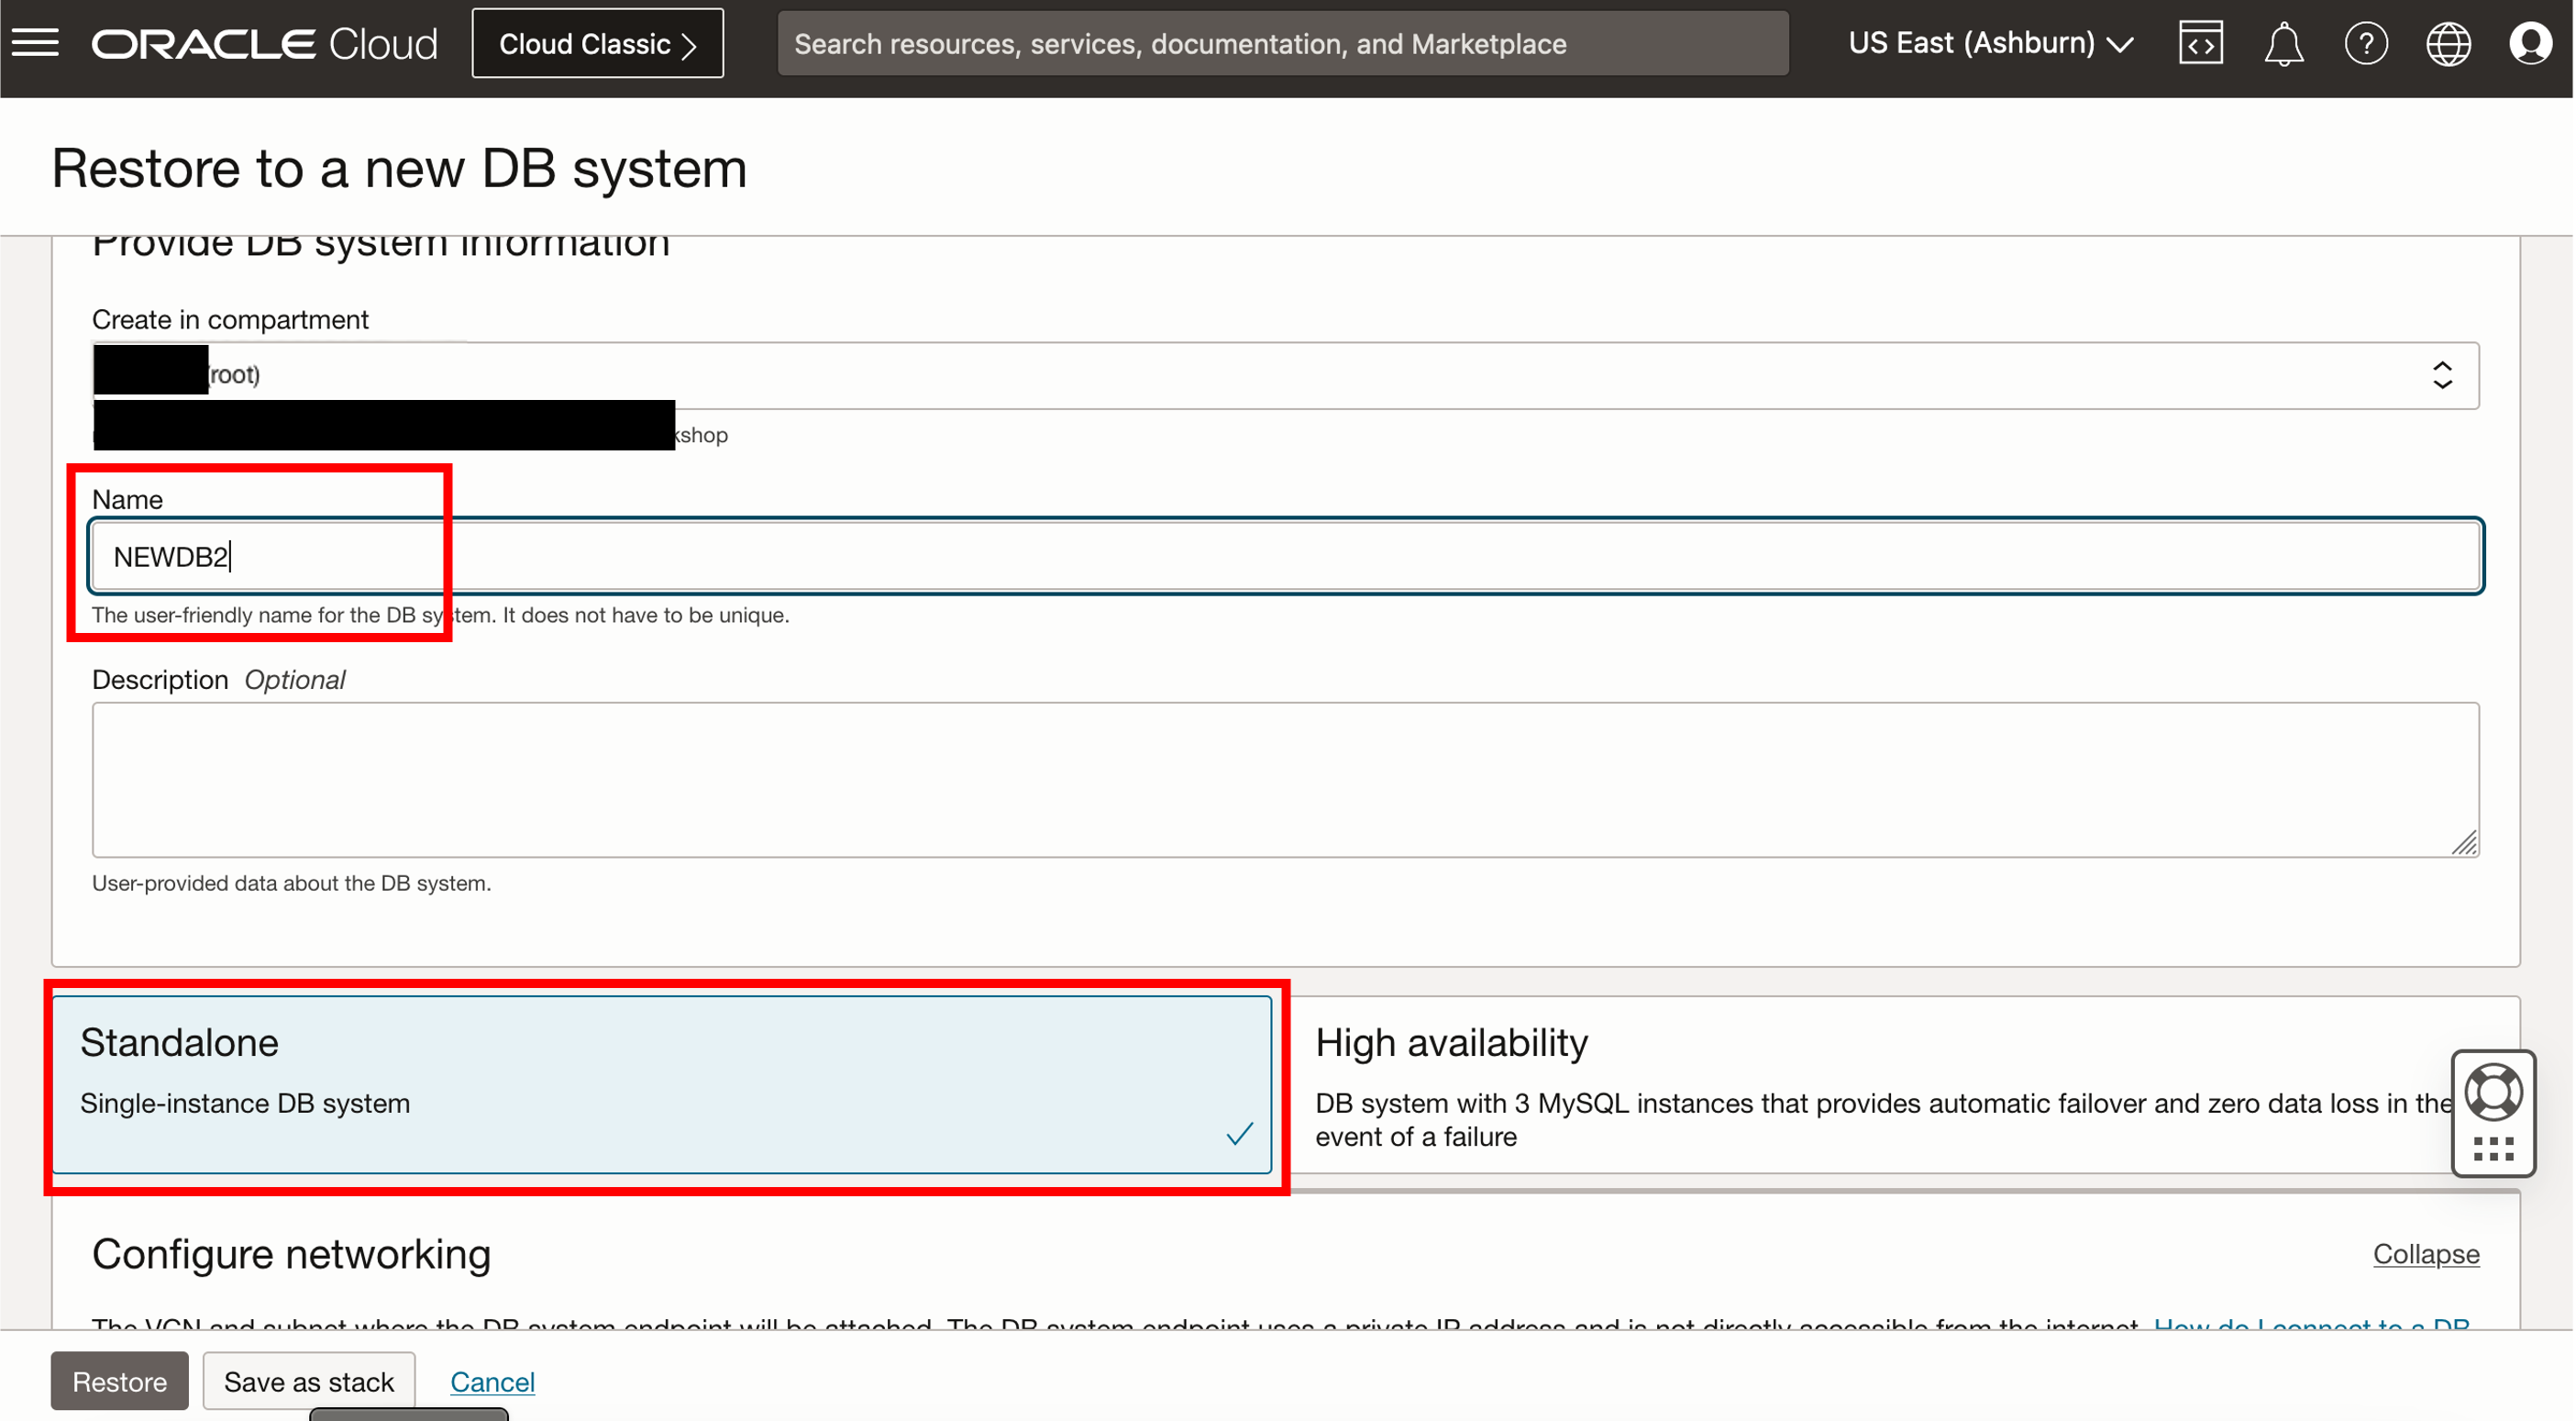 ORACLE Cloud
Cloud Classic
Search resources, services, documentation, and Marketplace
US East (Ashburn)
Restore to a new DB system
Provide DB system information
Create in compartment
(root)
Name
NEWDB2
The user-friendly name for the DB system. It does not have to be unique.
Description Optional
User-provided data about the DB system.
Standalone
Single-instance DB system
High availability
DB system with 3 MySQL instances that provides automatic failover and zero data loss in the
event of a failure
Configure networking
Collapse
The VCN and subnet where the DB system endpoint will be attached. The DB system endpoint uses a private IP address and is not directly accessible from the internet. How do I connect to a DB
Restore
Save as stack
Cancel